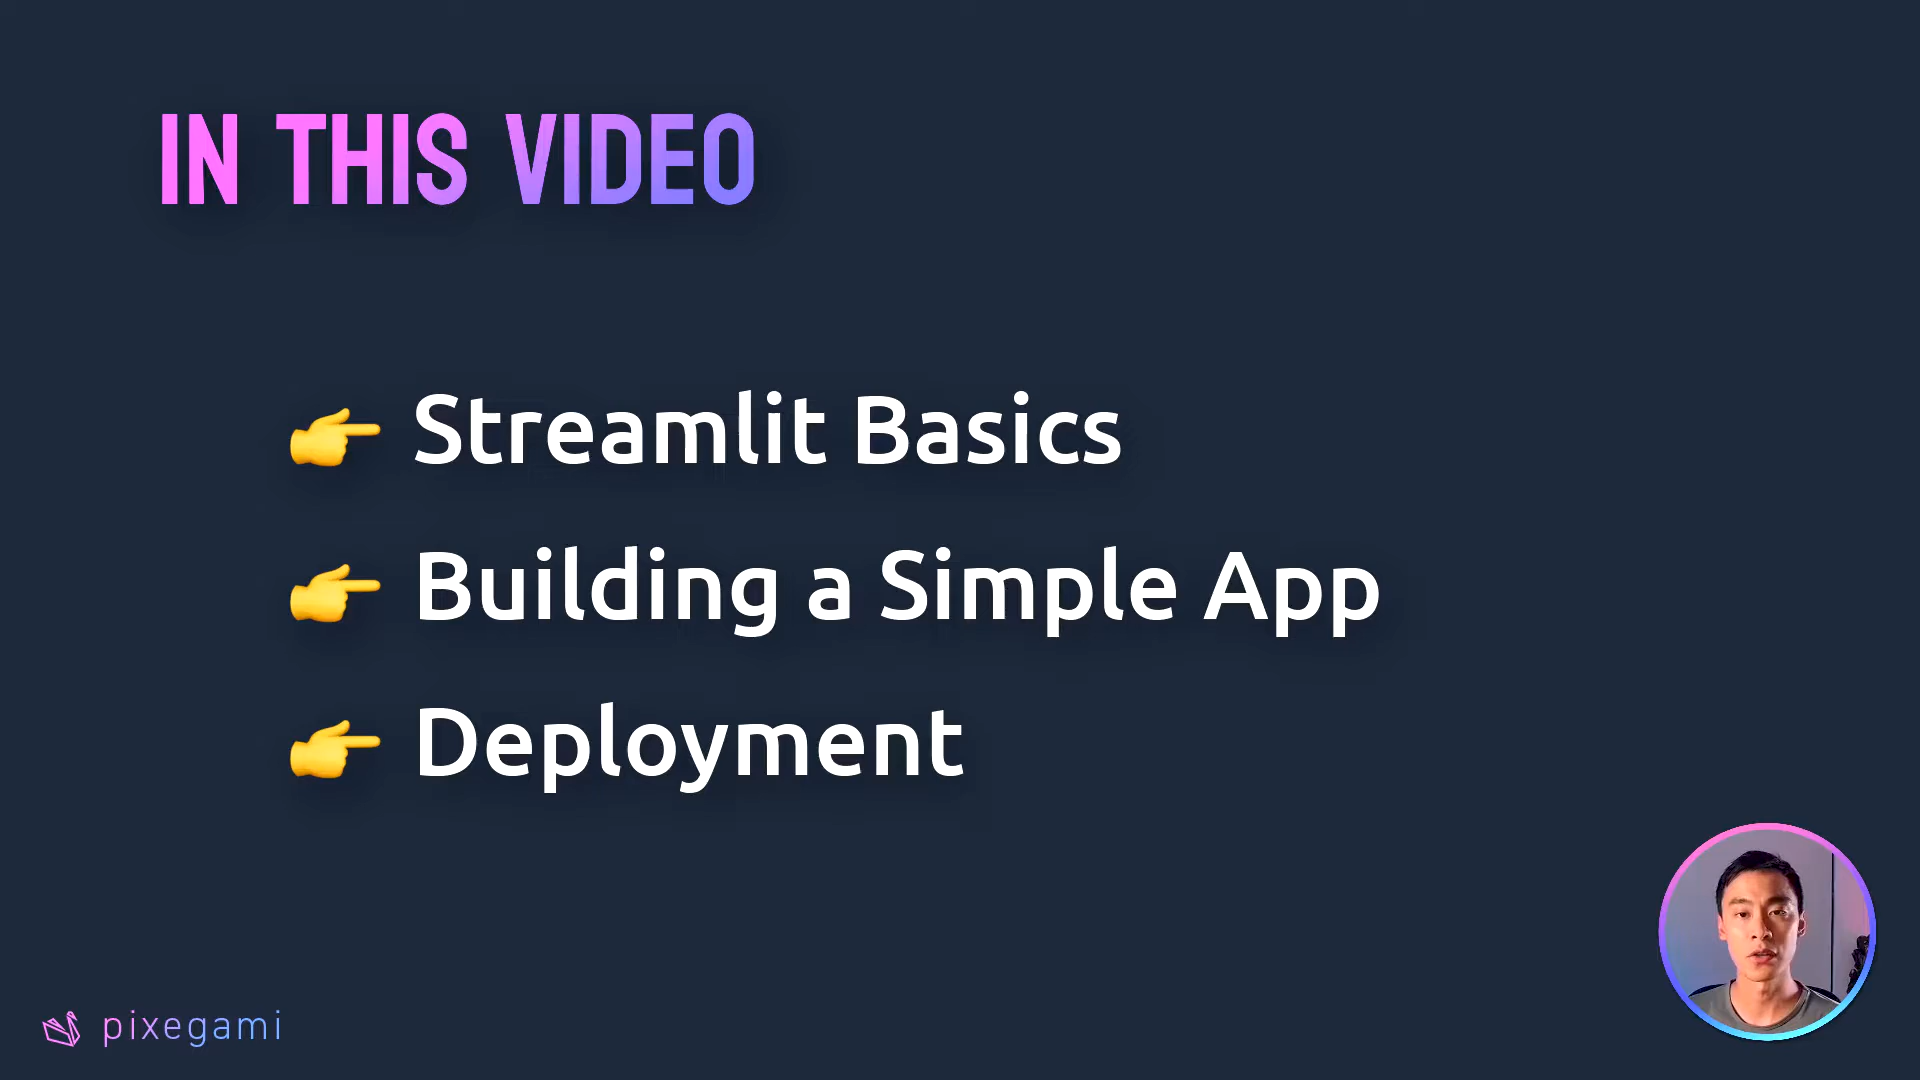 IN THIS VIDEO
👉 Streamlit Basics
👉 Building a Simple App
👉 Deployment
pixegami